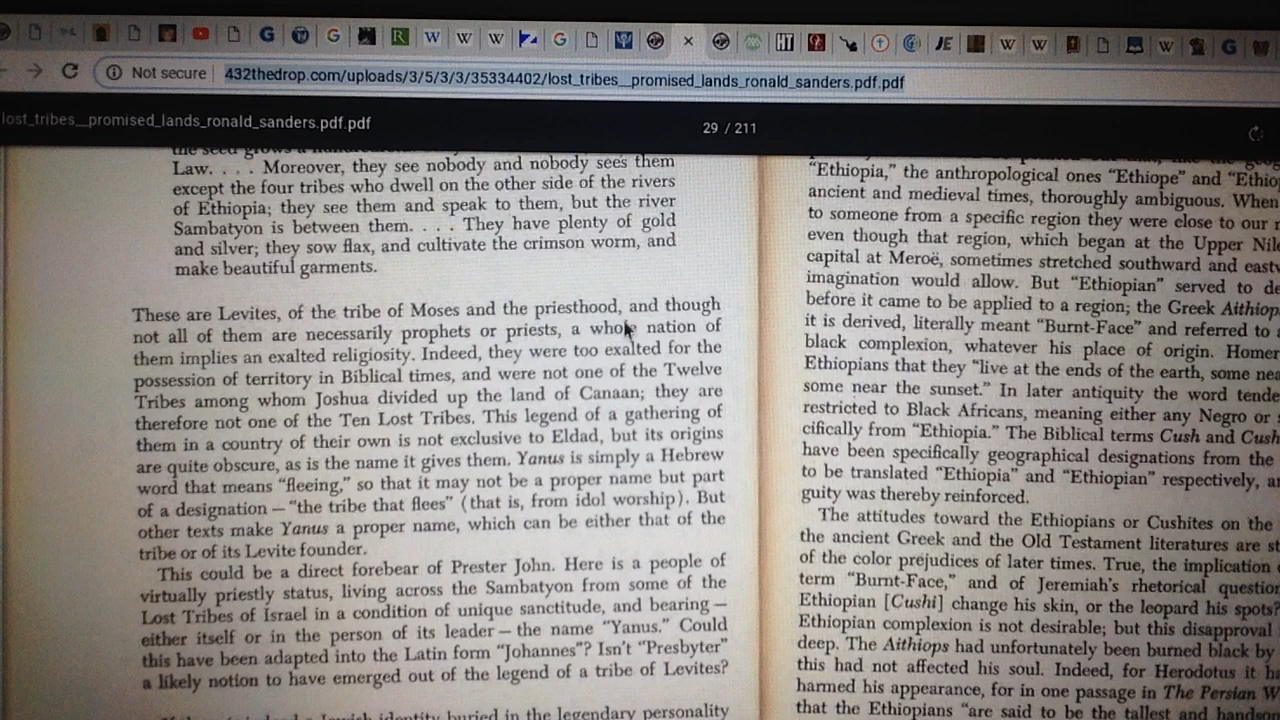 Not secure
432thedrop.com/uploads/3/5/3/3/35334402/lost_tribes__promised_lands_ronald_sanders.pdf.pdf
lost_tribes__promised_lands_ronald_sanders.pdf.pdf
29 / 211
the seed grows a
Law. . . . Moreover, they see nobody and nobody sees them
except the four tribes who dwell on the other side of the rivers
of Ethiopia; they see them and speak to them, but the river
Sambatyon is between them. . . . They have plenty of gold
and silver; they sow flax, and cultivate the crimson worm, and
make beautiful garments.
These are Levites, of the tribe of Moses and the priesthood, and though
not all of them are necessarily prophets or priests, a whole nation of
them implies an exalted religiosity. Indeed, they were too exalted for the
possession of territory in Biblical times, and were not one of the Twelve
Tribes among whom Joshua divided up the land of Canaan; they are
therefore not one of the Ten Lost Tribes. This legend of a gathering of
them in a country of their own is not exclusive to Eldad, but its origins
are quite obscure, as is the name it gives them. Yanus is simply a Hebrew
word that means “fleeing,” so that it may not be a proper name but part
of a designation — “the tribe that flees” (that is, from idol worship). But
other texts make Yanus a proper name, which can be either that of the
tribe or of its Levite founder.
This could be a direct forebear of Prester John. Here is a people of
virtually priestly status, living across the Sambatyon from some of the
Lost Tribes of Israel in a condition of unique sanctitude, and bearing —
either itself or in the person of its leader — the name “Yanus.” Could
this have been adapted into the Latin form “Johannes”? Isn't “Presbyter”
a likely notion to have emerged out of the legend of a tribe of Levites?
Jewish identity buried in the legendary personality
“Ethiopia,” the anthropological ones “Ethiope” and “Ethio
ancient and medieval times, thoroughly ambiguous. When
to someone from a specific region they were close to our
even though that region, which began at the Upper Nil
capital at Meroë, sometimes stretched southward and eastw
imagination would allow. But “Ethiopian” served to de
before it came to be applied to a region; the Greek Aithiop
it is derived, literally meant “Burnt-Face” and referred to
black complexion, whatever his place of origin. Homer
Ethiopians that they “live at the ends of the earth, some nea
some near the sunset.” In later antiquity the word tende
restricted to Black Africans, meaning either any Negro or
cifically from “Ethiopia.” The Biblical terms Cush and Cush
have been specifically geographical designations from the
to be translated “Ethiopia” and “Ethiopian” respectively, a
guity was thereby reinforced.
The attitudes toward the Ethiopians or Cushites on the
the ancient Greek and the Old Testament literatures are st
of the color prejudices of later times. True, the implication
term “Burnt-Face,” and of Jeremiah's rhetorical question
Ethiopian [Cushi] change his skin, or the leopard his spots?
Ethiopian complexion is not desirable; but this disapproval
deep. The Aithiops had unfortunately been burned black by
this had not affected his soul. Indeed, for Herodotus it h
harmed his appearance, for in one passage in The Persian W
that the Ethiopians “are said to be the tallest and handso